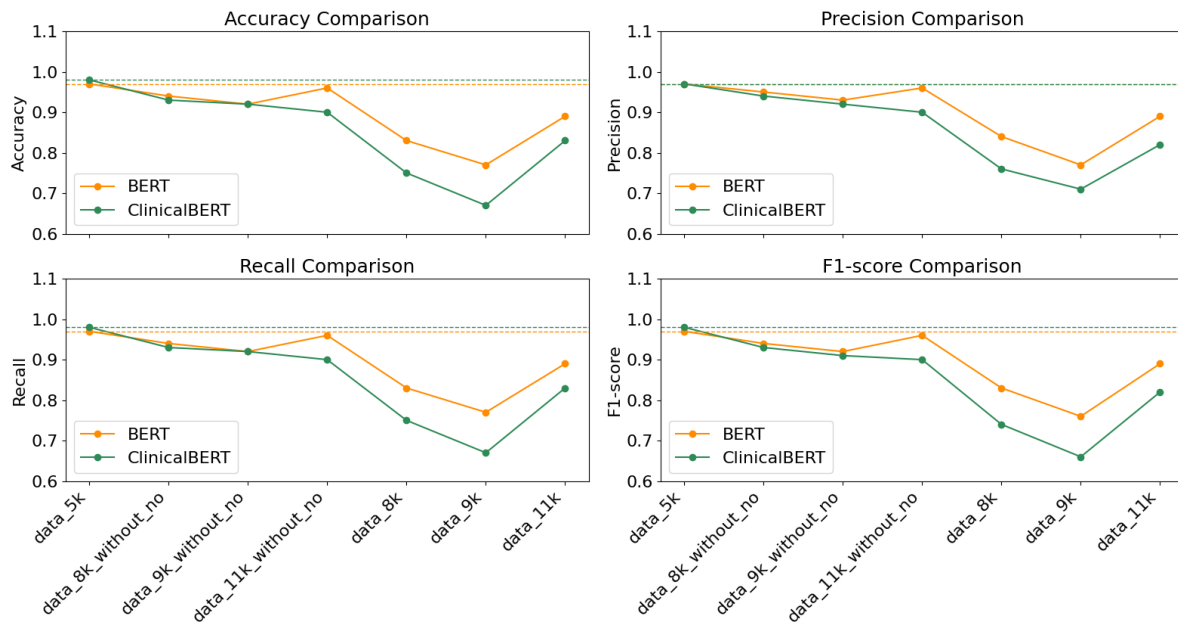 Accuracy Comparison
1.1
1.0
0.9
0.8
0.7
0.6
Accuracy
BERT
ClinicalBERT
Precision Comparison
1.1
1.0
0.9
0.8
0.7
0.6
Precision
BERT
ClinicalBERT
Recall Comparison
1.1
1.0
0.9
0.8
0.7
0.6
Recall
BERT
ClinicalBERT
data_5k
data_8k_without_no
data_9k_without_no
data_11k_without_no
data_8k
data_9k
data_11k
F1-score Comparison
1.1
1.0
0.9
0.8
0.7
0.6
F1-score
BERT
ClinicalBERT
data_5k
data_8k_without_no
data_9k_without_no
data_11k_without_no
data_8k
data_9k
data_11k